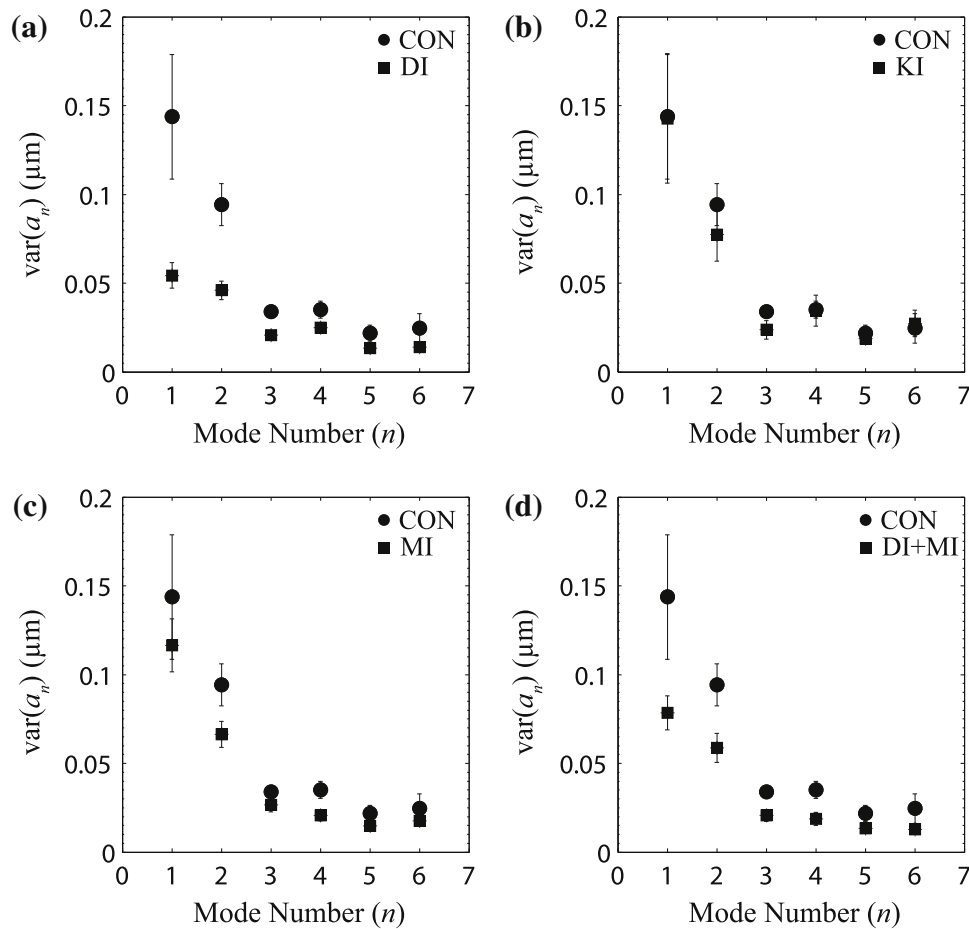 (a)
0.2
0.15
0.1
0.05
0
var(aₙ) (μm)
CON
DI
0 1 2 3 4 5 6 7
Mode Number (n)
(b)
0.2
0.15
0.1
0.05
0
var(aₙ) (μm)
CON
KI
0 1 2 3 4 5 6 7
Mode Number (n)
(c)
0.2
0.15
0.1
0.05
0
var(aₙ) (μm)
CON
MI
0 1 2 3 4 5 6 7
Mode Number (n)
(d)
0.2
0.15
0.1
0.05
0
var(aₙ) (μm)
CON
DI+MI
0 1 2 3 4 5 6 7
Mode Number (n)